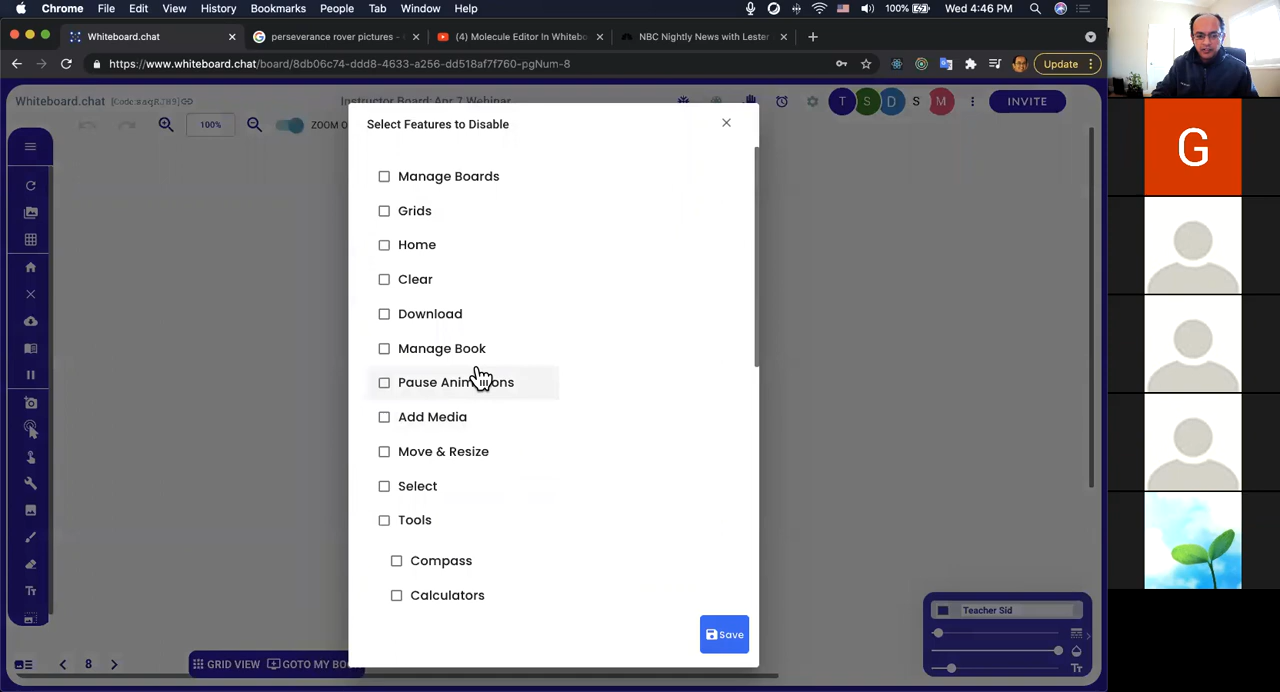 Chrome File Edit View History Bookmarks People Tab Window Help 100% Wed 4:46 PM
Whiteboard.chat perseverance rover pictures - (4) Molecule Editor In Whitebo NBC Nightly News with Lester
https://www.whiteboard.chat/board/8db06c74-ddd8-4633-a256-dd518af7f760-pgNum-8 Update
Whiteboard.chat Instructor Board: Apr 7 Webinar T S D S M INVITE
100% ZOOM O
Select Features to Disable
Manage Boards
Grids
Home
Clear
Download
Manage Book
Pause Animations
Add Media
Move & Resize
Select
Tools
Compass
Calculators
Save
Teacher Sid
8 GRID VIEW GOTO MY BO
G